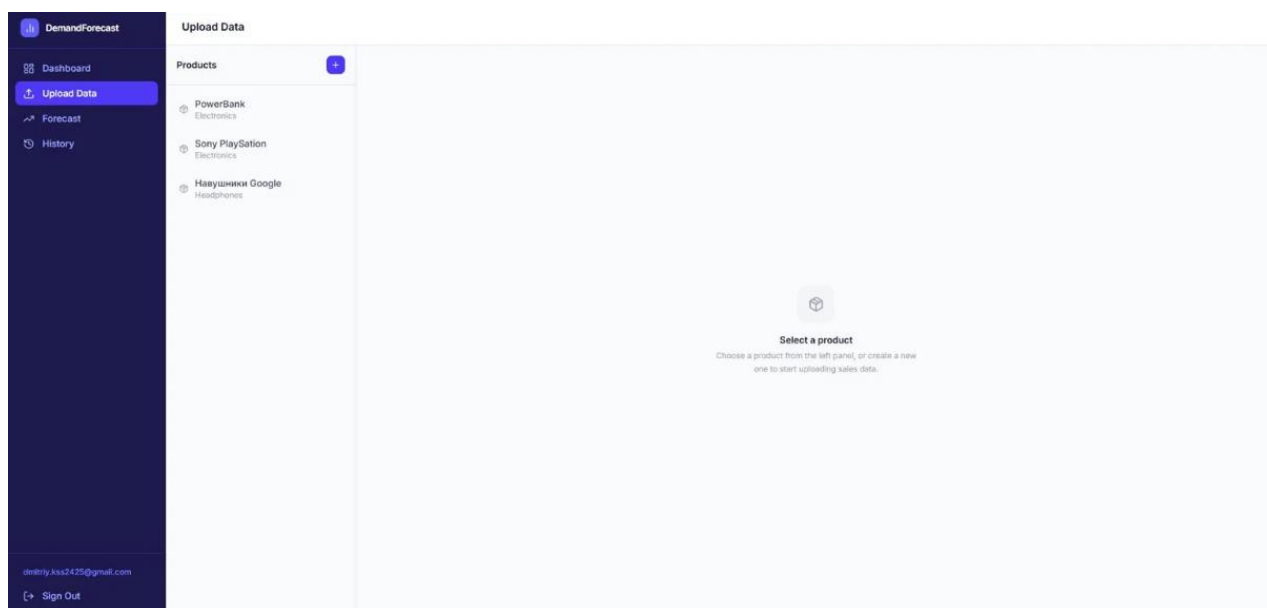 DemandForecast
Upload Data
Dashboard
Upload Data
Forecast
History
Products
+
PowerBank
Electronics
Sony PlaySation
Electronics
Навушники Google
Headphones
Select a product
Choose a product from the left panel, or create a new
one to start uploading sales data.
dmitriy.kss2425@gmail.com
Sign Out